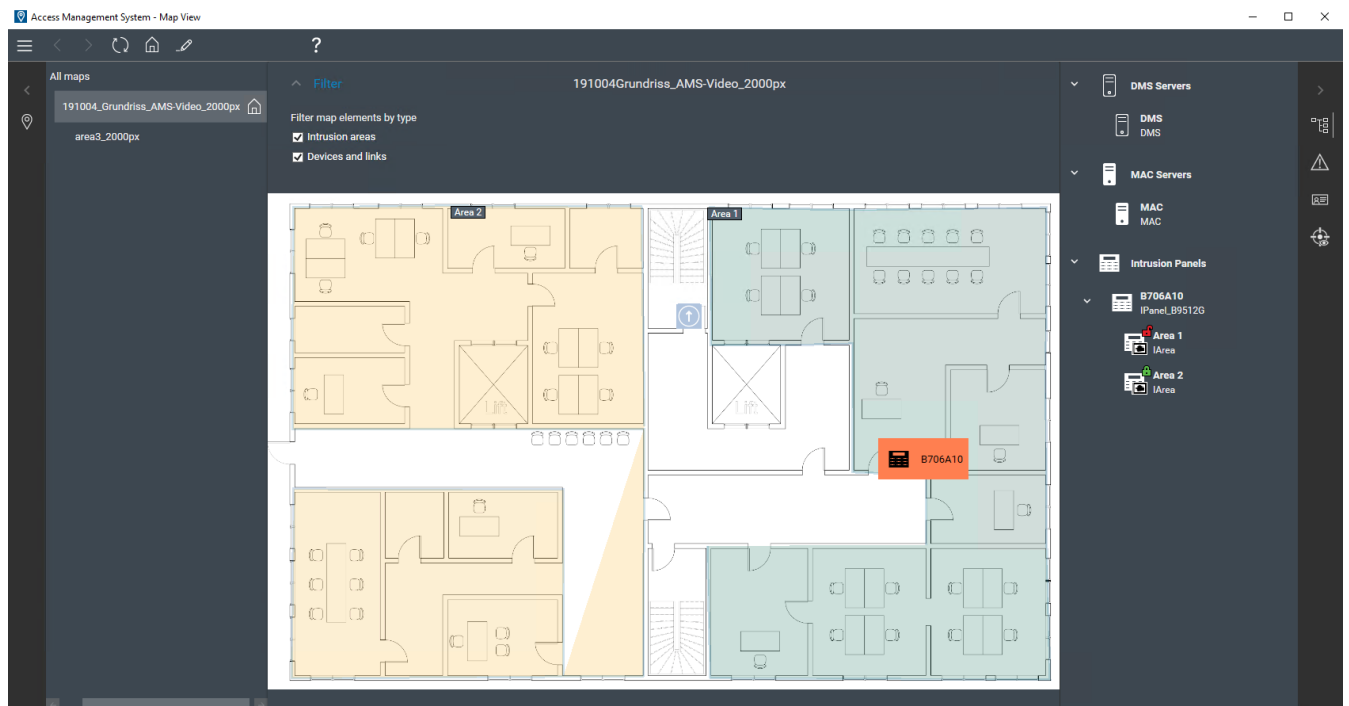 Access Management System - Map View
?
All maps
191004_Grundriss_AMS-Video_2000px
area3_2000px
Filter
191004Grundriss_AMS-Video_2000px
Filter map elements by type
Intrusion areas
Devices and links
Area 2
Area 1
Lift
Lift
B706A10
DMS Servers
DMS
DMS
MAC Servers
MAC
MAC
Intrusion Panels
B706A10
IPanel_B9512G
Area 1
IArea
Area 2
IArea